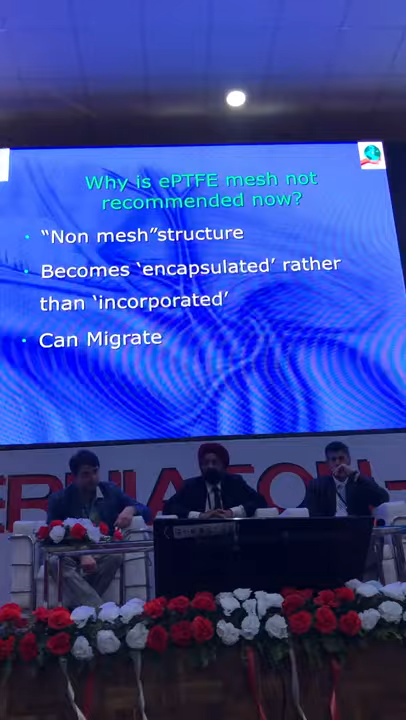 Why is ePTFE mesh not
recommended now?
“Non mesh”structure
Becomes ‘encapsulated’ rather
than ‘incorporated’
Can Migrate